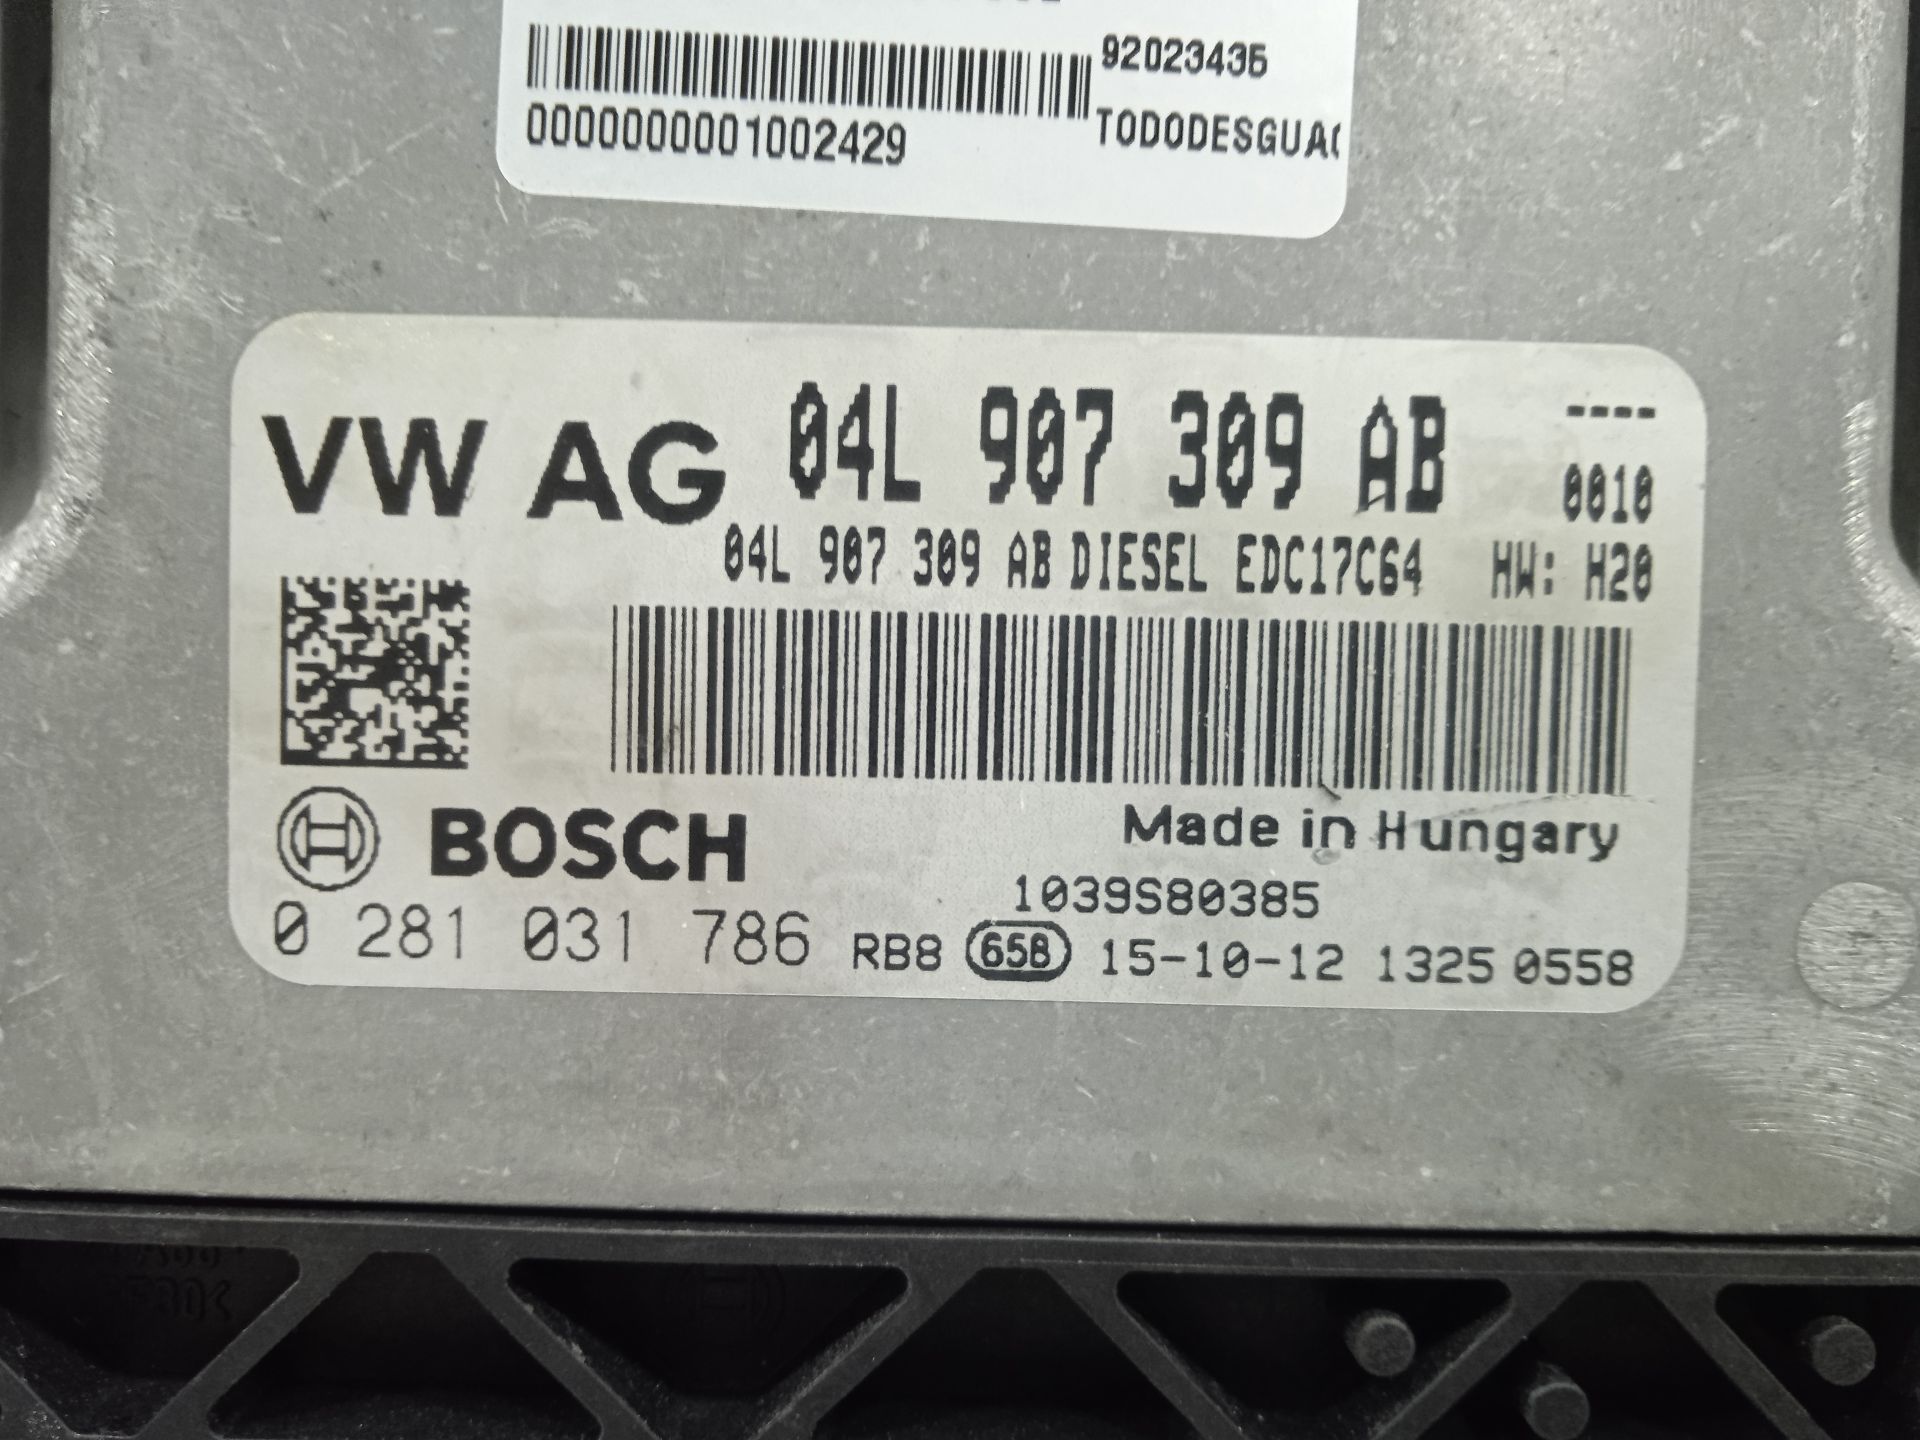 92023435
0000000001002429
TODODESGUA
VW AG 04L 907 309 AB ----
0010
04L 907 309 AB DIESEL EDC17C64 HW: H20
BOSCH
Made in Hungary
1039S80385
0 281 031 786 RB8 65B 15-10-12 1325 0558